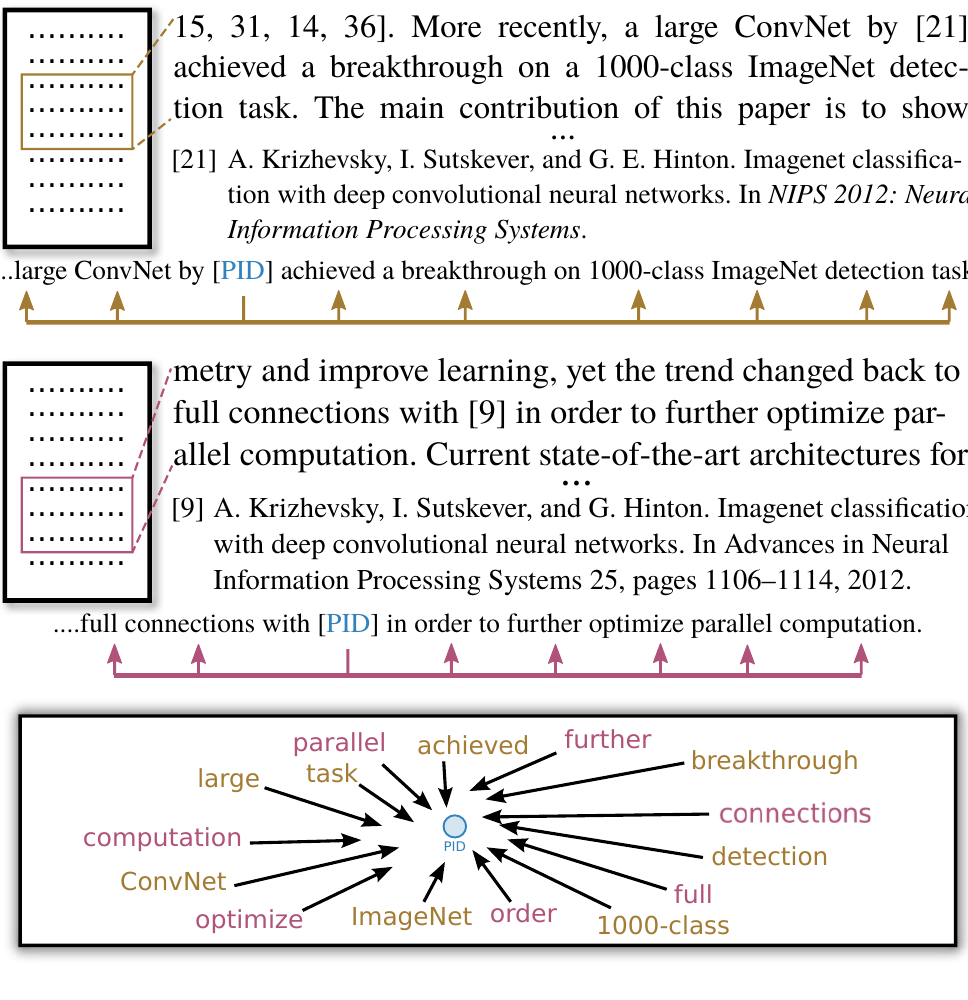 15, 31, 14, 36]. More recently, a large ConvNet by [21]
achieved a breakthrough on a 1000-class ImageNet detec-
tion task. The main contribution of this paper is to show
...
[21] A. Krizhevsky, I. Sutskever, and G. E. Hinton. Imagenet classifica-
tion with deep convolutional neural networks. In NIPS 2012: Neura
Information Processing Systems.
...large ConvNet by [PID] achieved a breakthrough on 1000-class ImageNet detection task
metry and improve learning, yet the trend changed back to
full connections with [9] in order to further optimize par-
allel computation. Current state-of-the-art architectures for
...
[9] A. Krizhevsky, I. Sutskever, and G. Hinton. Imagenet classification
with deep convolutional neural networks. In Advances in Neural
Information Processing Systems 25, pages 1106–1114, 2012.
....full connections with [PID] in order to further optimize parallel computation.
parallel achieved further
large task breakthrough
computation connections
PID
ConvNet detection
optimize ImageNet order full
1000-class